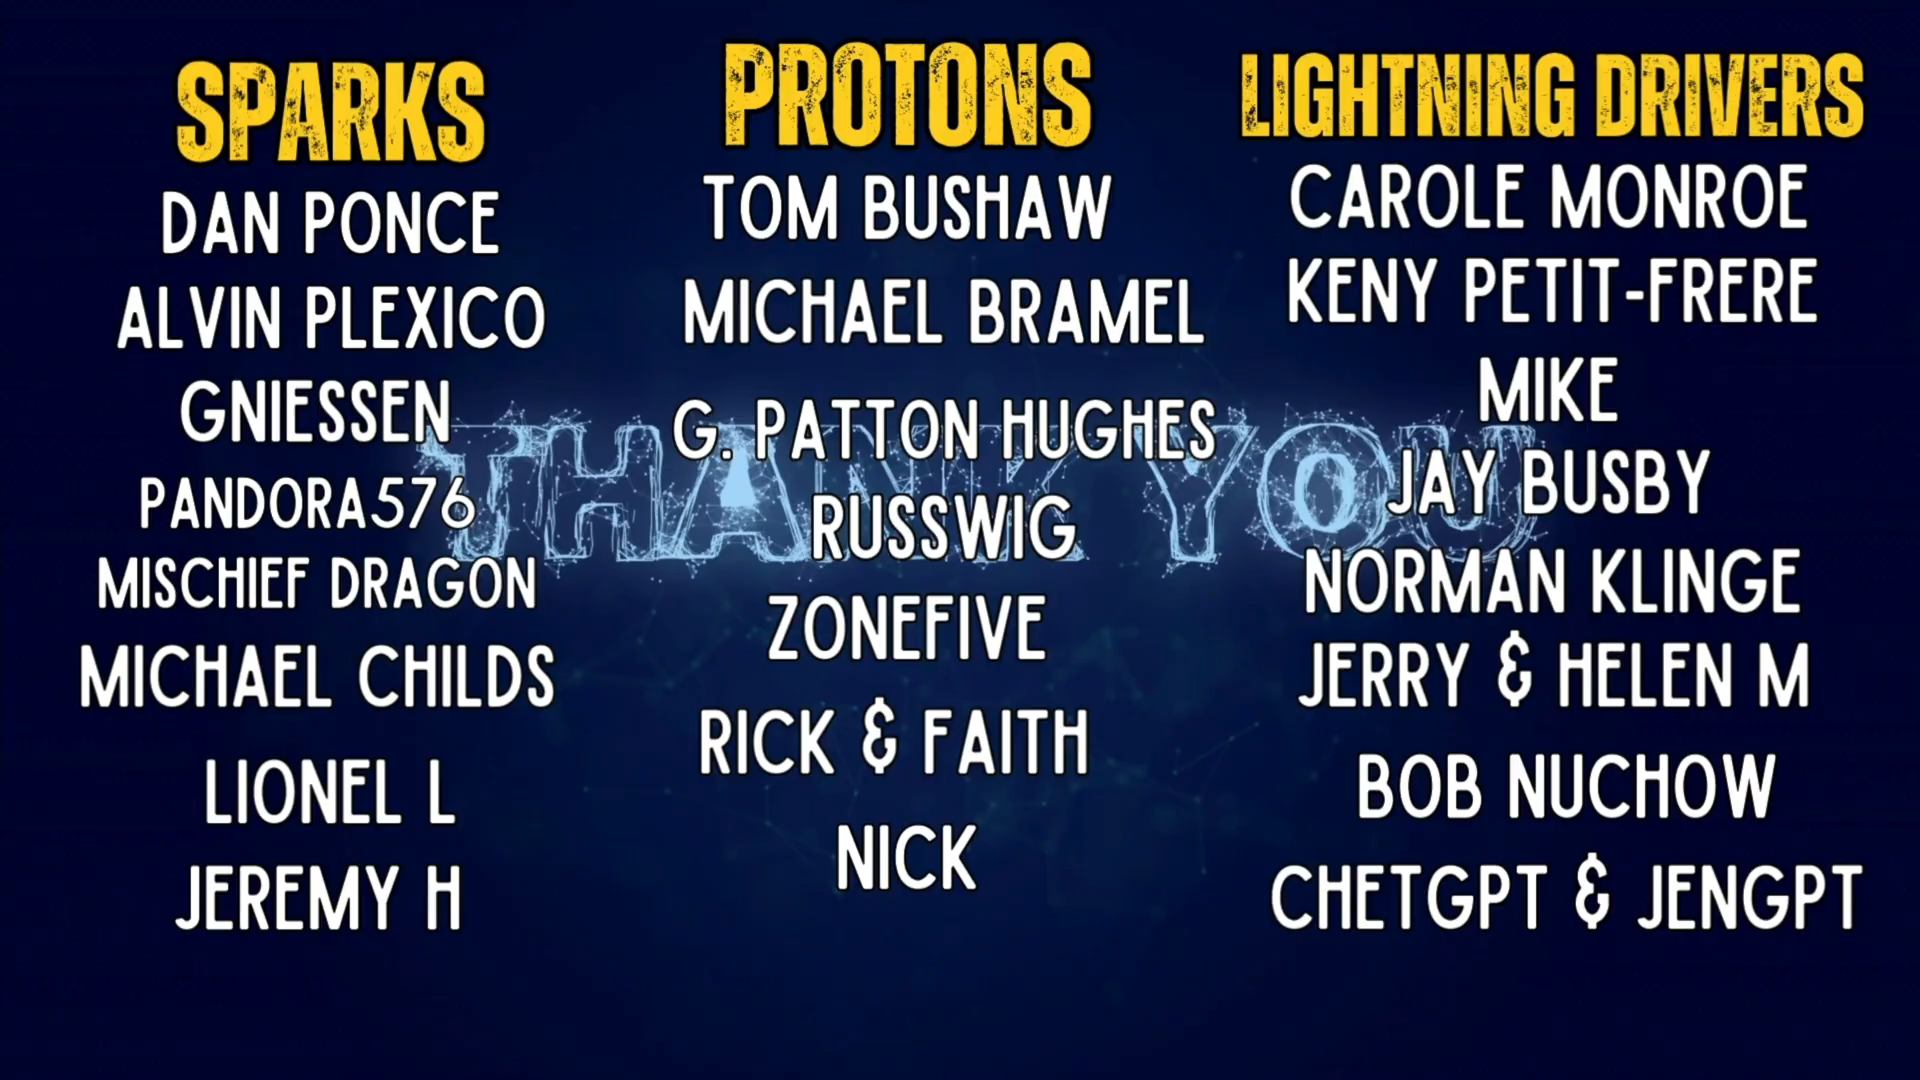 SPARKS
DAN PONCE
ALVIN PLEXICO
GNIESSEN
PANDORA576
MISCHIEF DRAGON
MICHAEL CHILDS
LIONEL L
JEREMY H
PROTONS
TOM BUSHAW
MICHAEL BRAMEL
G. PATTON HUGHES
RUSSWIG
ZONEFIVE
RICK & FAITH
NICK
LIGHTNING DRIVERS
CAROLE MONROE
KENY PETIT-FRERE
MIKE
JAY BUSBY
NORMAN KLINGE
JERRY & HELEN M
BOB NUCHOW
CHETGPT & JENGPT
THANK YOU